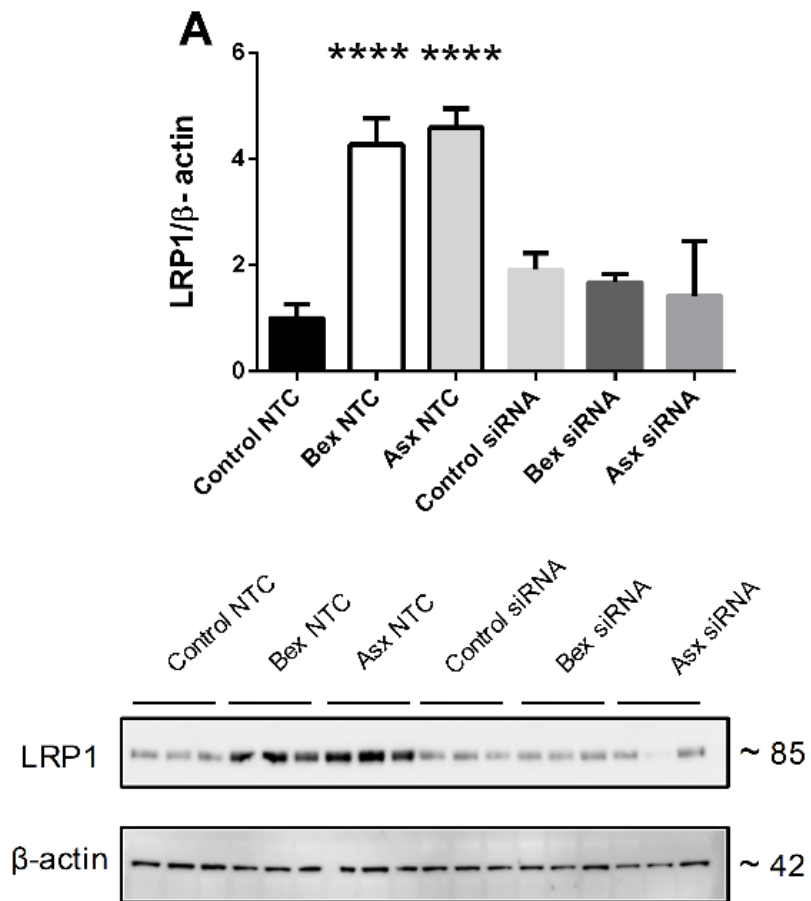 A
6
**** ****
4
2
0
LRP1/β- actin
Control NTC
Bex NTC
Asx NTC
Control siRNA
Bex siRNA
Asx siRNA
Control NTC
Bex NTC
Asx NTC
Control siRNA
Bex siRNA
Asx siRNA
LRP1
~ 85
β-actin
~ 42